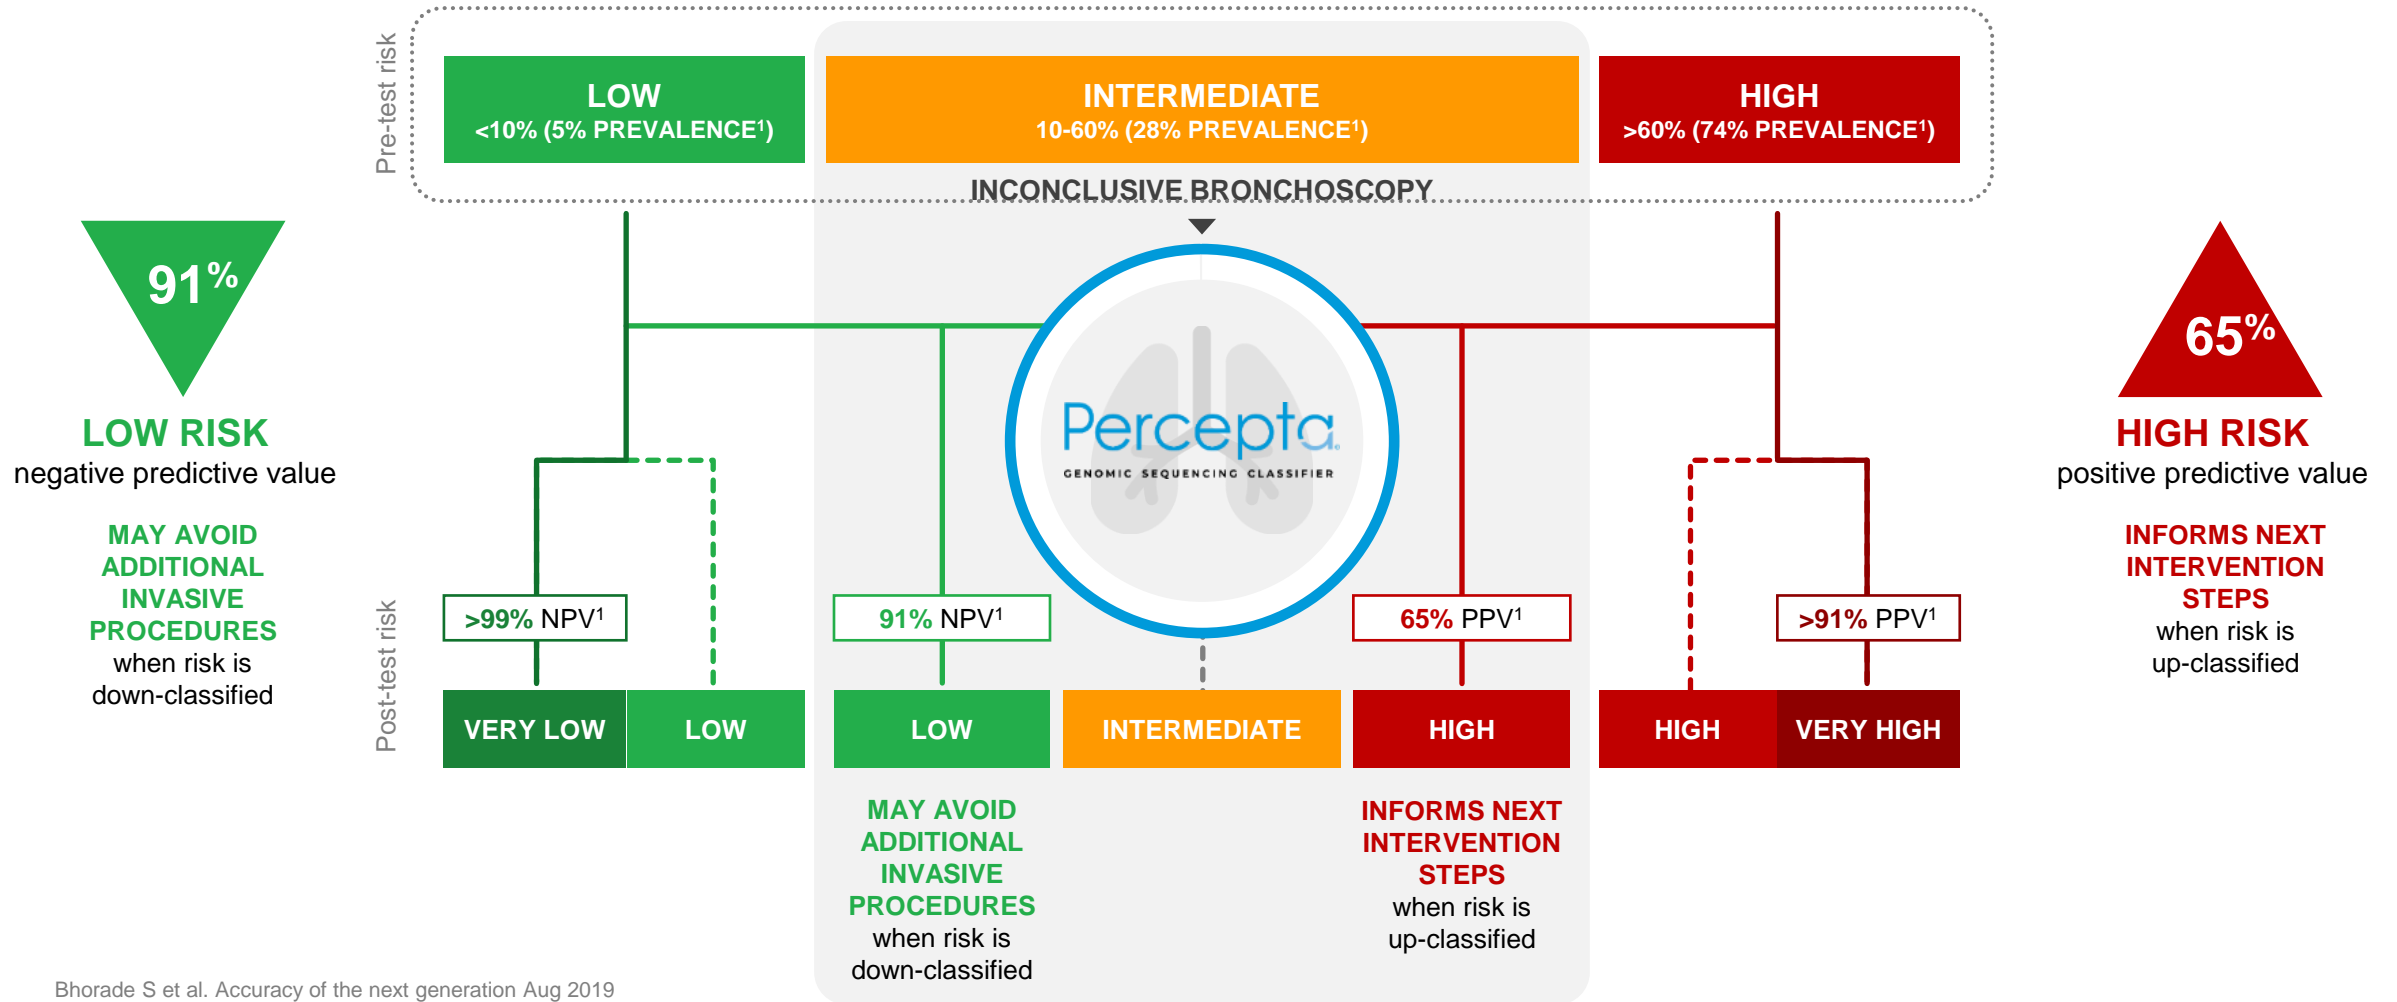 Pre-test risk
LOW
<10% (5% PREVALENCE¹)
INTERMEDIATE
10-60% (28% PREVALENCE¹)
HIGH
>60% (74% PREVALENCE¹)
INCONCLUSIVE BRONCHOSCOPY
91%
LOW RISK
negative predictive value
MAY AVOID
ADDITIONAL
INVASIVE
PROCEDURES
when risk is
down-classified
Percepta
GENOMIC SEQUENCING CLASSIFIER
65%
HIGH RISK
positive predictive value
INFORMS NEXT
INTERVENTION
STEPS
when risk is
up-classified
Post-test risk
>99% NPV¹
91% NPV¹
65% PPV¹
>91% PPV¹
VERY LOW
LOW
LOW
INTERMEDIATE
HIGH
HIGH
VERY HIGH
MAY AVOID
ADDITIONAL
INVASIVE
PROCEDURES
when risk is
down-classified
INFORMS NEXT
INTERVENTION
STEPS
when risk is
up-classified
Bhorade S et al. Accuracy of the next generation Aug 2019